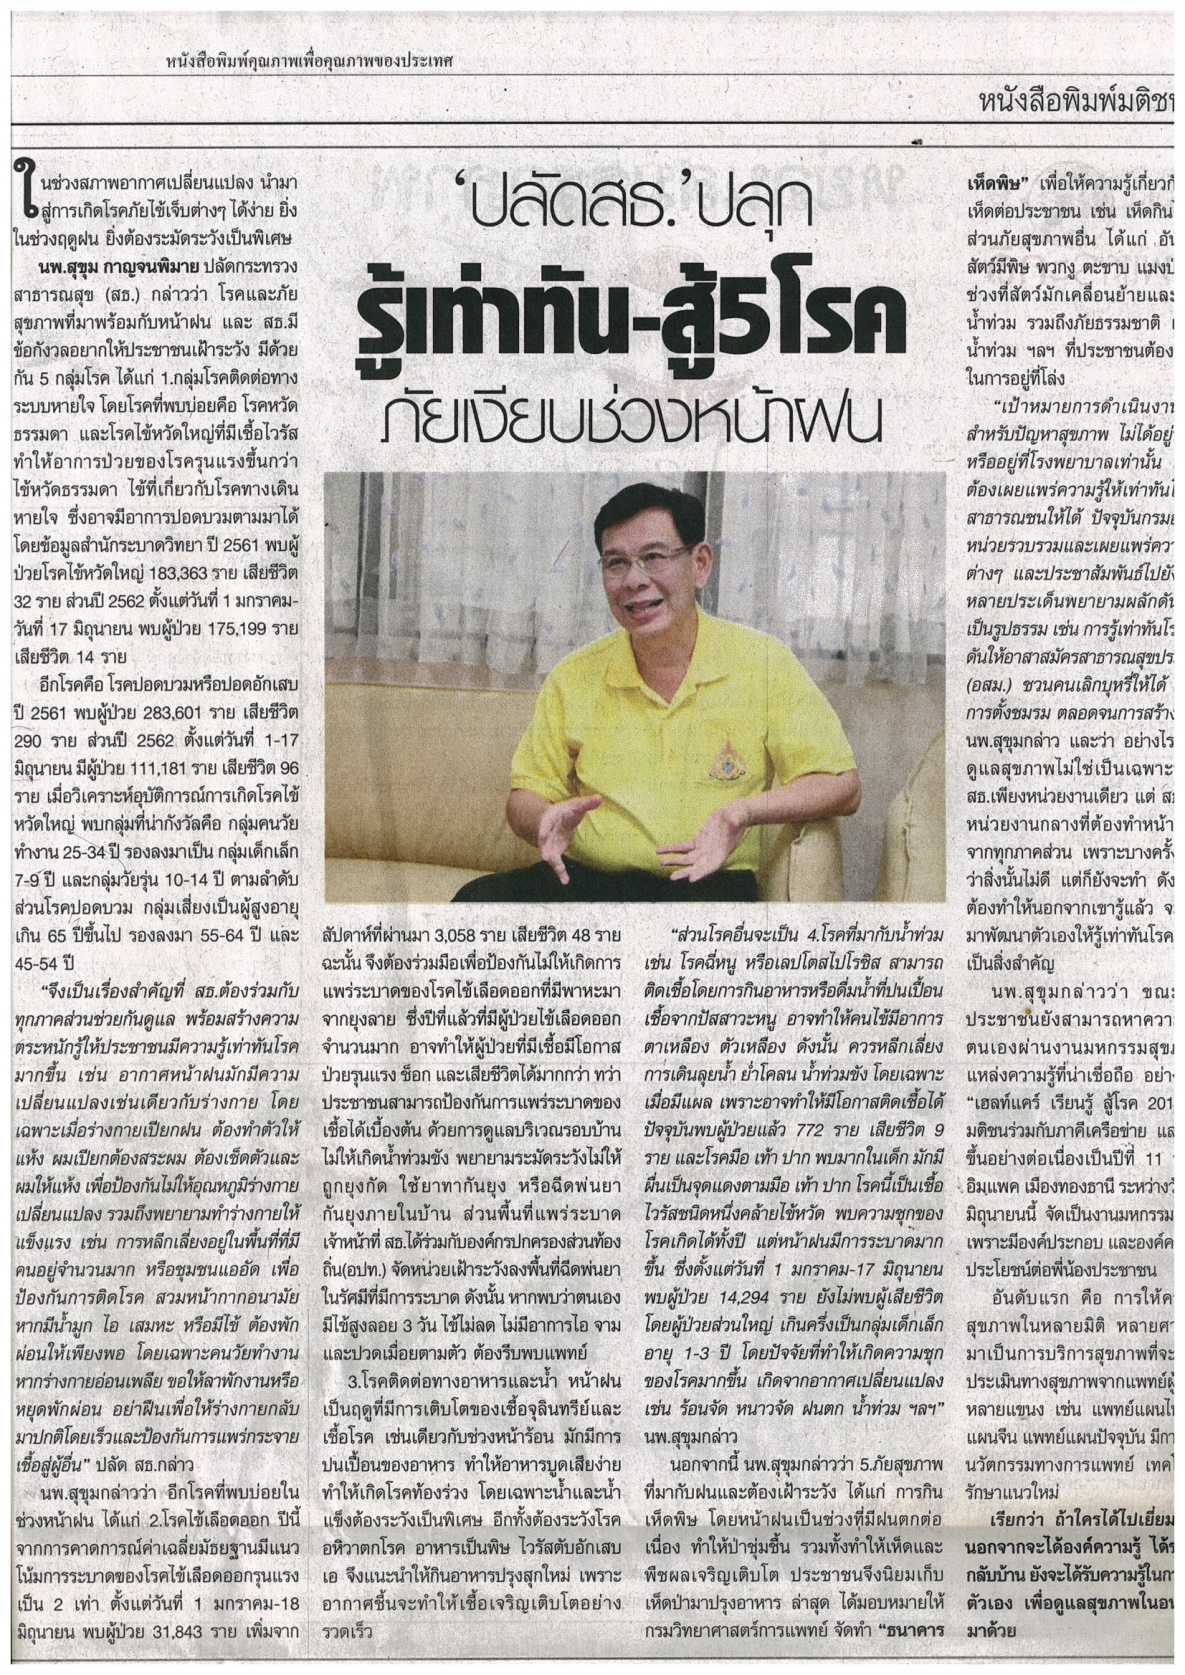 หนังสือพิมพ์คุณภาพเพื่อคุณภาพของประเทศ
หนังสือพิมพ์มติช
'ปลัดสธ.'ปลุก
รู้เท่าทัน-สู้5โรค
ภัยเงียบช่วงหน้าฝน
ในช่วงสภาพอากาศเปลี่ยนแปลง นำมา
สู่การเกิดโรคภัยไข้เจ็บต่างๆ ได้ง่าย ยิ่ง
ในช่วงฤดูฝน ยิ่งต้องระมัดระวังเป็นพิเศษ
นพ.สุขุม กาญจนพิมาย ปลัดกระทรวง
สาธารณสุข (สธ.) กล่าวว่า โรคและภัย
สุขภาพที่มาพร้อมกับหน้าฝน และ สธ.มี
ข้อกังวลอยากให้ประชาชนเฝ้าระวัง มีด้วย
กัน 5 กลุ่มโรค ได้แก่ 1.กลุ่มโรคติดต่อทาง
ระบบหายใจ โดยโรคที่พบบ่อยคือ โรคหวัด
ธรรมดา และโรคไข้หวัดใหญ่ที่มีเชื้อไวรัส
ทำให้อาการป่วยของโรครุนแรงขึ้นกว่า
ไข้หวัดธรรมดา ไข้ที่เกี่ยวกับโรคทางเดิน
หายใจ ซึ่งอาจมีอาการปอดบวมตามมาได้
โดยข้อมูลสำนักระบาดวิทยา ปี 2561 พบผู้
ป่วยโรคไข้หวัดใหญ่ 183,363 ราย เสียชีวิต
32 ราย ส่วนปี 2562 ตั้งแต่วันที่ 1 มกราคม-
วันที่ 17 มิถุนายน พบผู้ป่วย 175,199 ราย
เสียชีวิต 14 ราย
อีกโรคคือ โรคปอดบวมหรือปอดอักเสบ
ปี 2561 พบผู้ป่วย 283,601 ราย เสียชีวิต
290 ราย ส่วนปี 2562 ตั้งแต่วันที่ 1-17
มิถุนายน มีผู้ป่วย 111,181 ราย เสียชีวิต 96
ราย เมื่อวิเคราะห์อุบัติการณ์การเกิดโรคไข้
หวัดใหญ่ พบกลุ่มที่น่ากังวลคือ กลุ่มคนวัย
ทำงาน 25-34 ปี รองลงมาเป็น กลุ่มเด็กเล็ก
7-9 ปี และกลุ่มวัยรุ่น 10-14 ปี ตามลำดับ
ส่วนโรคปอดบวม กลุ่มเสี่ยงเป็นผู้สูงอายุ
เกิน 65 ปีขึ้นไป รองลงมา 55-64 ปี และ
45-54 ปี
"จึงเป็นเรื่องสำคัญที่ สธ.ต้องร่วมกับ
ทุกภาคส่วนช่วยกันดูแล พร้อมสร้างความ
ตระหนักรู้ให้ประชาชนมีความรู้เท่าทันโรค
มากขึ้น เช่น อากาศหน้าฝนมักมีความ
เปลี่ยนแปลงเช่นเดียวกับร่างกาย โดย
เฉพาะเมื่อร่างกายเปียกฝน ต้องทำตัวให้
แห้ง ผมเปียกต้องสระผม ต้องเช็ดตัวและ
ผมให้แห้ง เพื่อป้องกันไม่ให้อุณหภูมิร่างกาย
เปลี่ยนแปลง รวมถึงพยายามทำร่างกายให้
แข็งแรง เช่น การหลีกเลี่ยงอยู่ในพื้นที่ที่มี
คนอยู่จำนวนมาก หรือชุมชนแออัด เพื่อ
ป้องกันการติดโรค สวมหน้ากากอนามัย
หากมีน้ำมูก ไอ เสมหะ หรือมีไข้ ต้องพัก
ผ่อนให้เพียงพอ โดยเฉพาะคนวัยทำงาน
หากร่างกายอ่อนเพลีย ขอให้ลาพักงานหรือ
หยุดพักผ่อน อย่าฝืนเพื่อให้ร่างกายกลับ
มาปกติโดยเร็วและป้องกันการแพร่กระจาย
เชื้อสู่ผู้อื่น" ปลัด สธ.กล่าว
นพ.สุขุมกล่าวว่า อีกโรคที่พบบ่อยใน
ช่วงหน้าฝน ได้แก่ 2.โรคไข้เลือดออก ปีนี้
จากการคาดการณ์ค่าเฉลี่ยมัธยฐานมีแนว
โน้มการระบาดของโรคไข้เลือดออกรุนแรง
เป็น 2 เท่า ตั้งแต่วันที่ 1 มกราคม-18
มิถุนายน พบผู้ป่วย 31,843 ราย เพิ่มจาก
สัปดาห์ที่ผ่านมา 3,058 ราย เสียชีวิต 48 ราย
ฉะนั้น จึงต้องร่วมมือเพื่อป้องกันไม่ให้เกิดการ
แพร่ระบาดของโรคไข้เลือดออกที่มีพาหะมา
จากยุงลาย ซึ่งปีที่แล้วที่มีผู้ป่วยไข้เลือดออก
จำนวนมาก อาจทำให้ผู้ป่วยที่มีเชื้อมีโอกาส
ป่วยรุนแรง ช็อก และเสียชีวิตได้มากกว่า ทว่า
ประชาชนสามารถป้องกันการแพร่ระบาดของ
เชื้อได้เบื้องต้น ด้วยการดูแลบริเวณรอบบ้าน
ไม่ให้เกิดน้ำท่วมขัง พยายามระมัดระวังไม่ให้
ถูกยุงกัด ใช้ยาทากันยุง หรือฉีดพ่นยา
กันยุงภายในบ้าน ส่วนพื้นที่แพร่ระบาด
เจ้าหน้าที่ สธ.ได้ร่วมกับองค์กรปกครองส่วนท้อง
ถิ่น(อปท.) จัดหน่วยเฝ้าระวังลงพื้นที่ฉีดพ่นยา
ในรัศมีที่มีการระบาด ดังนั้น หากพบว่าตนเอง
มีไข้สูงลอย 3 วัน ไข้ไม่ลด ไม่มีอาการไอ จาม
และปวดเมื่อยตามตัว ต้องรีบพบแพทย์
3.โรคติดต่อทางอาหารและน้ำ หน้าฝน
เป็นฤดูที่มีการเติบโตของเชื้อจุลินทรีย์และ
เชื้อโรค เช่นเดียวกับช่วงหน้าร้อน มักมีการ
ปนเปื้อนของอาหาร ทำให้อาหารบูดเสียง่าย
ทำให้เกิดโรคท้องร่วง โดยเฉพาะน้ำและน้ำ
แข็งต้องระวังเป็นพิเศษ อีกทั้งต้องระวังโรค
อหิวาตกโรค อาหารเป็นพิษ ไวรัสตับอักเสบ
เอ จึงแนะนำให้กินอาหารปรุงสุกใหม่ เพราะ
อากาศชื้นจะทำให้เชื้อเจริญเติบโตอย่าง
รวดเร็ว
"ส่วนโรคอื่นจะเป็น 4.โรคที่มากับน้ำท่วม
เช่น โรคฉี่หนู หรือเลปโตสไปโรซิส สามารถ
ติดเชื้อโดยการกินอาหารหรือดื่มน้ำที่ปนเปื้อน
เชื้อจากปัสสาวะหนู อาจทำให้คนไข้มีอาการ
ตาเหลือง ตัวเหลือง ดังนั้น ควรหลีกเลี่ยง
การเดินลุยน้ำ ย่ำโคลน น้ำท่วมขัง โดยเฉพาะ
เมื่อมีแผล เพราะอาจทำให้มีโอกาสติดเชื้อได้
ปัจจุบันพบผู้ป่วยแล้ว 772 ราย เสียชีวิต 9
ราย และโรคมือ เท้า ปาก พบมากในเด็ก มักมี
ผื่นเป็นจุดแดงตามมือ เท้า ปาก โรคนี้เป็นเชื้อ
ไวรัสชนิดหนึ่งคล้ายไข้หวัด พบความชุกของ
โรคเกิดได้ทั้งปี แต่หน้าฝนมีการระบาดมาก
ขึ้น ซึ่งตั้งแต่วันที่ 1 มกราคม-17 มิถุนายน
พบผู้ป่วย 14,294 ราย ยังไม่พบผู้เสียชีวิต
โดยผู้ป่วยส่วนใหญ่ เกินครึ่งเป็นกลุ่มเด็กเล็ก
อายุ 1-3 ปี โดยปัจจัยที่ทำให้เกิดความชุก
ของโรคมากขึ้น เกิดจากอากาศเปลี่ยนแปลง
เช่น ร้อนจัด หนาวจัด ฝนตก น้ำท่วม ฯลฯ"
นพ.สุขุมกล่าว
นอกจากนี้ นพ.สุขุมกล่าวว่า 5.ภัยสุขภาพ
ที่มากับฝนและต้องเฝ้าระวัง ได้แก่ การกิน
เห็ดพิษ โดยหน้าฝนเป็นช่วงที่มีฝนตกต่อ
เนื่อง ทำให้ป่าชุ่มชื้น รวมทั้งทำให้เห็ดและ
พืชผลเจริญเติบโต ประชาชนจึงนิยมเก็บ
เห็ดป่ามาปรุงอาหาร ล่าสุด ได้มอบหมายให้
กรมวิทยาศาสตร์การแพทย์ จัดทำ "ธนาคาร
เห็ดพิษ" เพื่อให้ความรู้เกี่ยวกั
เห็ดต่อประชาชน เช่น เห็ดกิน
ส่วนภัยสุขภาพอื่น ได้แก่ อัน
สัตว์มีพิษ พวกงู ตะขาบ แมงป่
ช่วงที่สัตว์มักเคลื่อนย้ายและ
น้ำท่วม รวมถึงภัยธรรมชาติ
น้ำท่วม ฯลฯ ที่ประชาชนต้อง
ในการอยู่ที่โล่ง
"เป้าหมายการดำเนินงาน
สำหรับปัญหาสุขภาพ ไม่ได้อยู่
หรืออยู่ที่โรงพยาบาลเท่านั้น
ต้องเผยแพร่ความรู้ให้เท่าทัน
สาธารณชนให้ได้ ปัจจุบันกรม
หน่วยรวบรวมและเผยแพร่ควา
ต่างๆ และประชาสัมพันธ์ไปยัง
หลายประเด็นพยายามผลักดัน
เป็นรูปธรรม เช่น การรู้เท่าทันโร
ดันให้อาสาสมัครสาธารณสุขประ
(อสม.) ชวนคนเลิกบุหรี่ให้ได้
การตั้งชมรม ตลอดจนการสร้าง
นพ.สุขุมกล่าว และว่า อย่างไร
ดูแลสุขภาพไม่ใช่เป็นเฉพาะ
สธ.เพียงหน่วยงานเดียว แต่ สธ
หน่วยงานกลางที่ต้องทำหน้า
จากทุกภาคส่วน เพราะบางครั้ง
ว่าสิ่งนั้นไม่ดี แต่ก็ยังจะทำ ดัง
ต้องทำให้นอกจากเขารู้แล้ว จ
มาพัฒนาตัวเองให้รู้เท่าทันโรค
เป็นสิ่งสำคัญ
นพ.สุขุมกล่าวว่า ขณะ
ประชาชนยังสามารถหาควา
ตนเองผ่านงานมหกรรมสุข
แหล่งความรู้ที่น่าเชื่อถือ อย่าง
"เฮลท์แคร์ เรียนรู้ สู้โรค 201
มติชนร่วมกับภาคีเครือข่าย แล
ขึ้นอย่างต่อเนื่องเป็นปีที่ 11
อิมแพค เมืองทองธานี ระหว่างวั
มิถุนายนนี้ จัดเป็นงานมหกรรม
เพราะมีองค์ประกอบ และองค์ค
ประโยชน์ต่อพี่น้องประชาชน
อันดับแรก คือ การให้ค
สุขภาพในหลายมิติ หลายศา
มาเป็นการบริการสุขภาพที่จะ
ประเมินทางสุขภาพจากแพทย์ผู้
หลายแขนง เช่น แพทย์แผนไ
แผนจีน แพทย์แผนปัจจุบัน มีกา
นวัตกรรมทางการแพทย์ เทค
รักษาแนวใหม่
เรียกว่า ถ้าใครได้ไปเยี่ยม
นอกจากจะได้องค์ความรู้ ได้
กลับบ้าน ยังจะได้รับความรู้ในกา
ตัวเอง เพื่อดูแลสุขภาพในอน
มาด้วย